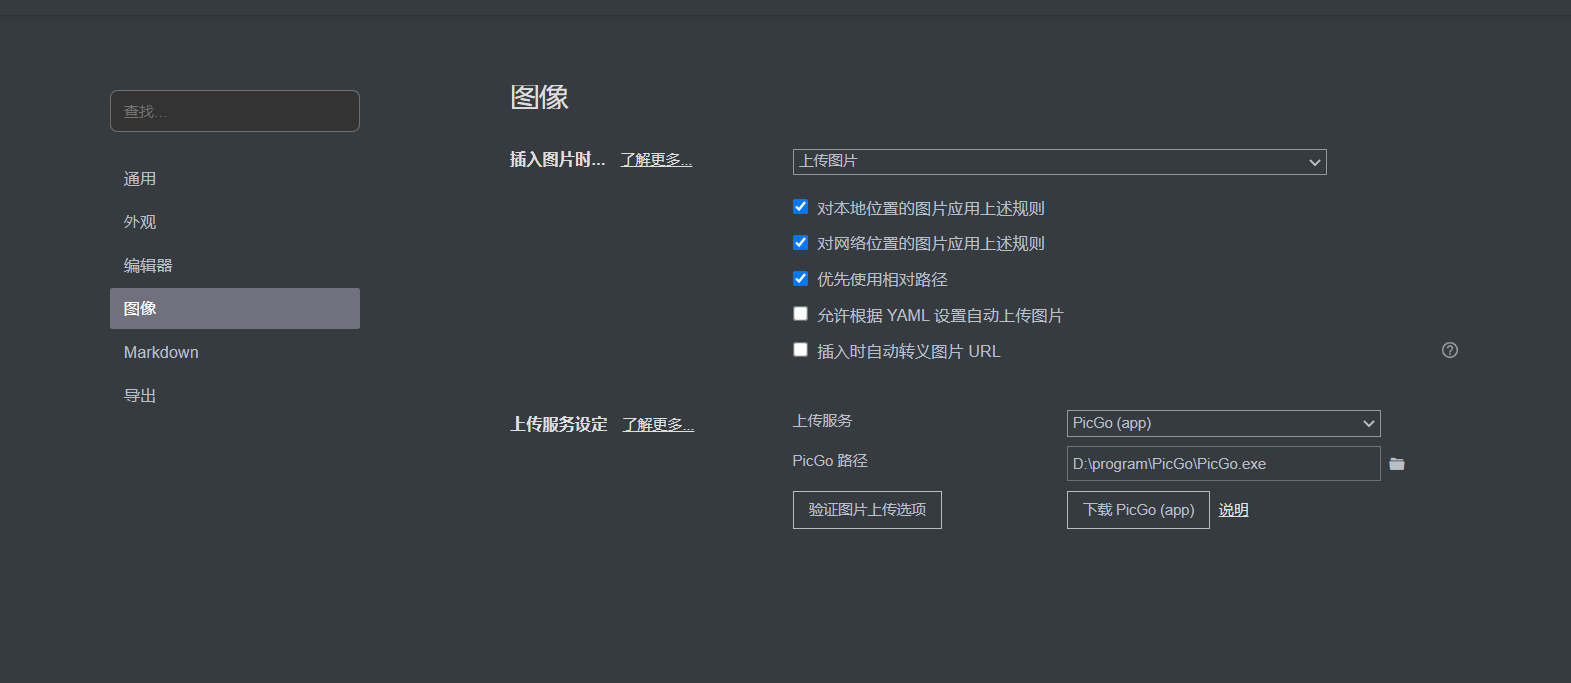 查找...
通用
外观
编辑器
图像
Markdown
导出
图像
插入图片时... 了解更多... 上传图片
对本地位置的图片应用上述规则
对网络位置的图片应用上述规则
优先使用相对路径
允许根据 YAML 设置自动上传图片
插入时自动转义图片 URL
上传服务设定 了解更多... 上传服务 PicGo (app)
PicGo 路径 D:\program\PicGo\PicGo.exe
验证图片上传选项 下载 PicGo (app) 说明